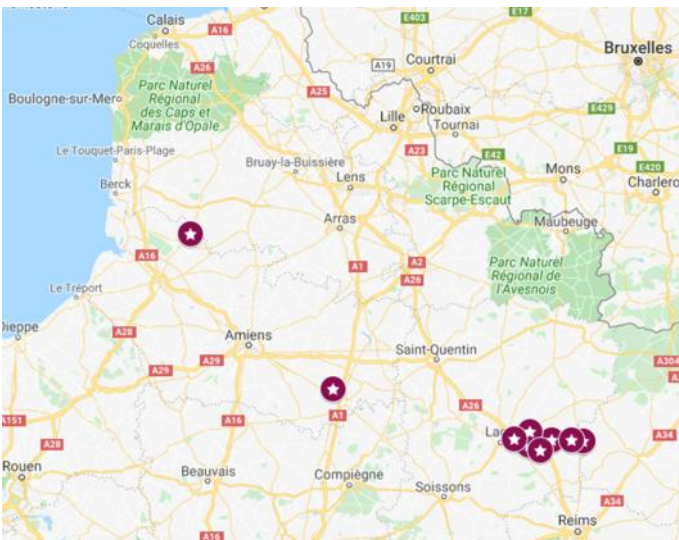 Calais
A16
E403
E17
Coquelles
Bruxelles
A26
A19
Courtrai
Parc Naturel
Régional
des Caps et
Marais d'Opale
A25
Boulogne-sur-Mer
Roubaix
Lille
Tournai
E429
A23
E19
Le Touquet-Paris-Plage
Bruay-la-Buissière
E42
Mons
E420
Lens
Parc Naturel
Régional
Scarpe-Escaut
Berck
Charlero
Arras
Maubeuge
A16
A1
A2
A26
Parc Naturel
Régional de
l'Avesnois
Le Tréport
Dieppe
A28
Amiens
Saint-Quentin
A29
A29
A304
A151
A16
A1
A26
A28
A34
Rouen
Beauvais
Compiègne
Soissons
A34
A16
A1
Reims